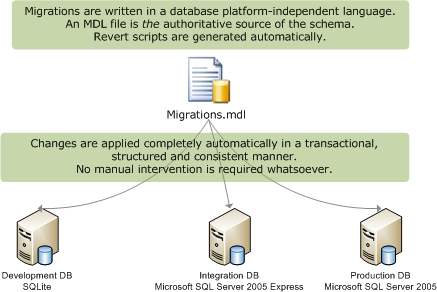 Migrations are written in a database platform-independent language.
An MDL file is the authoritative source of the schema.
Revert scripts are generated automatically.
Migrations.mdl
Changes are applied completely automatically in a transactional,
structured and consistent manner.
No manual intervention is required whatsoever.
Development DB
SQLite
Integration DB
Microsoft SQL Server 2005 Express
Production DB
Microsoft SQL Server 2005